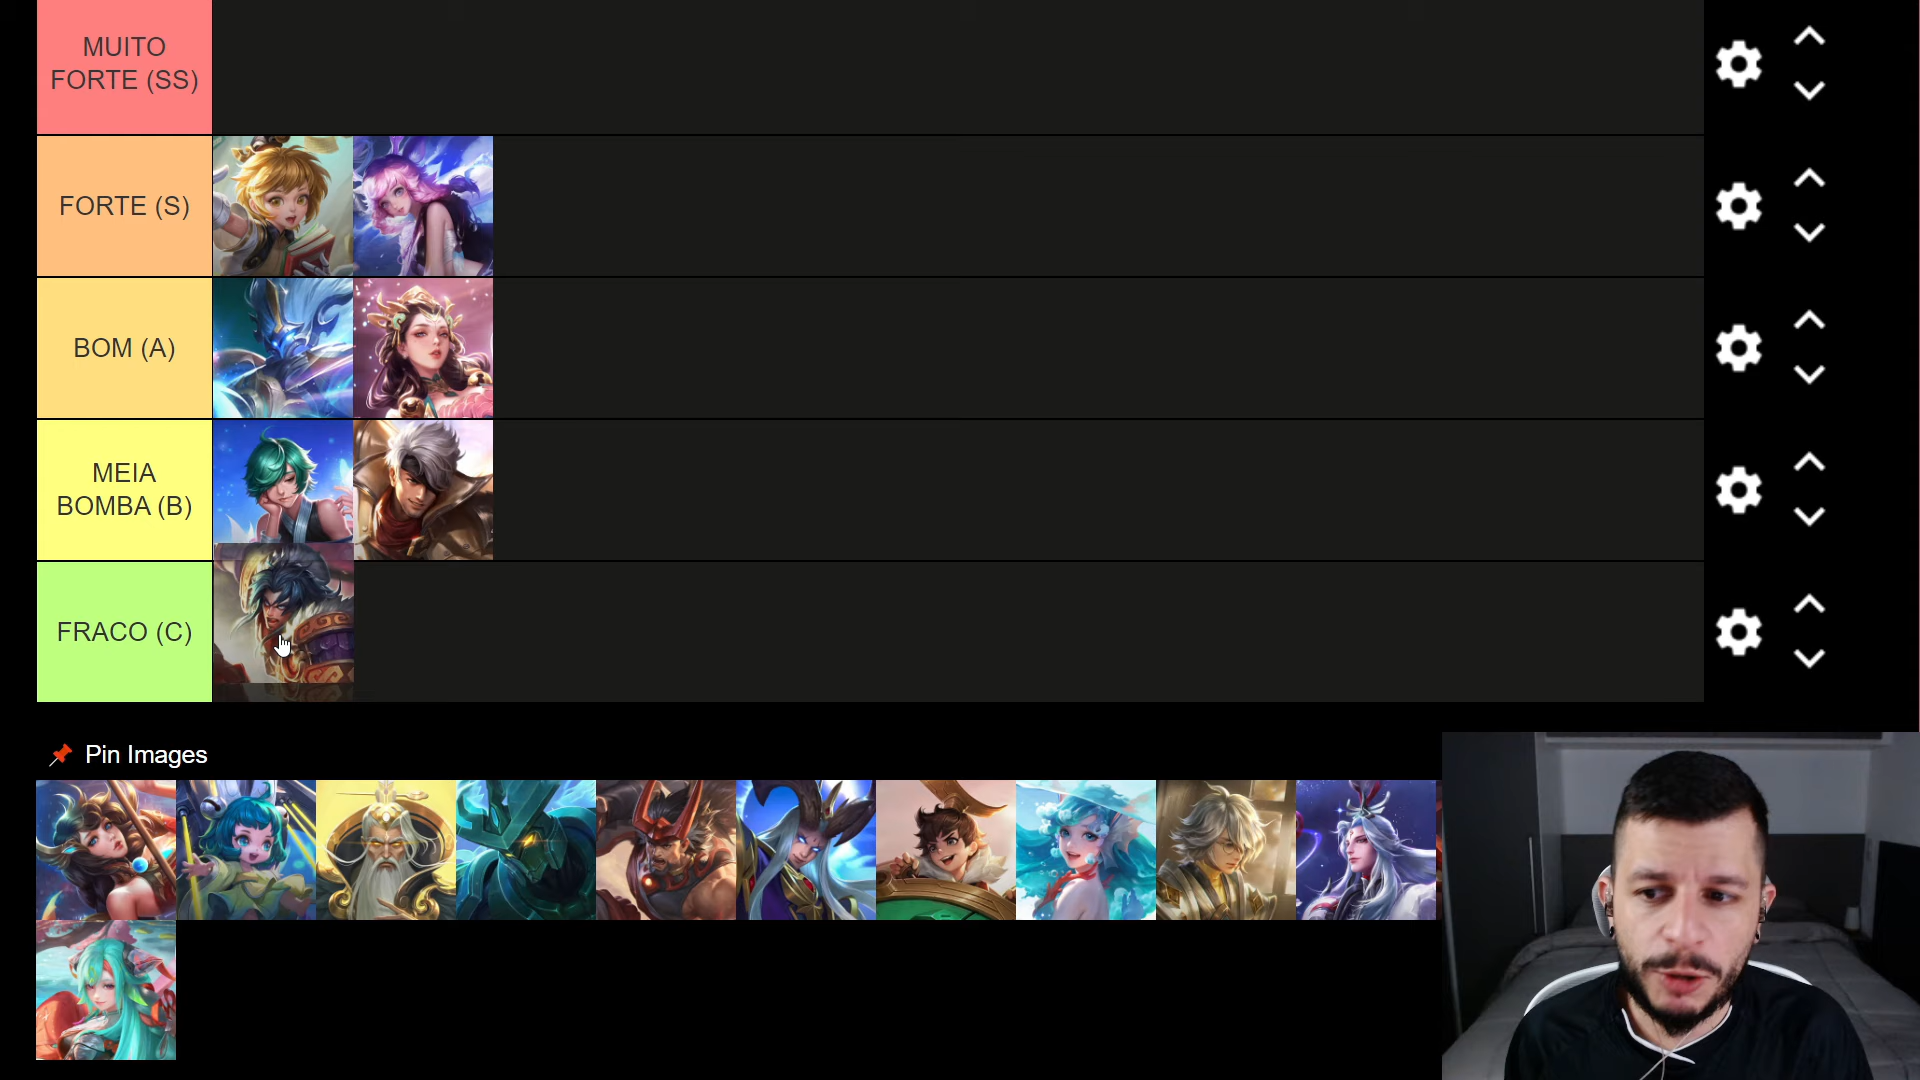 MUITO
FORTE (SS)
FORTE (S)
BOM (A)
MEIA
BOMBA (B)
FRACO (C)
Pin Images